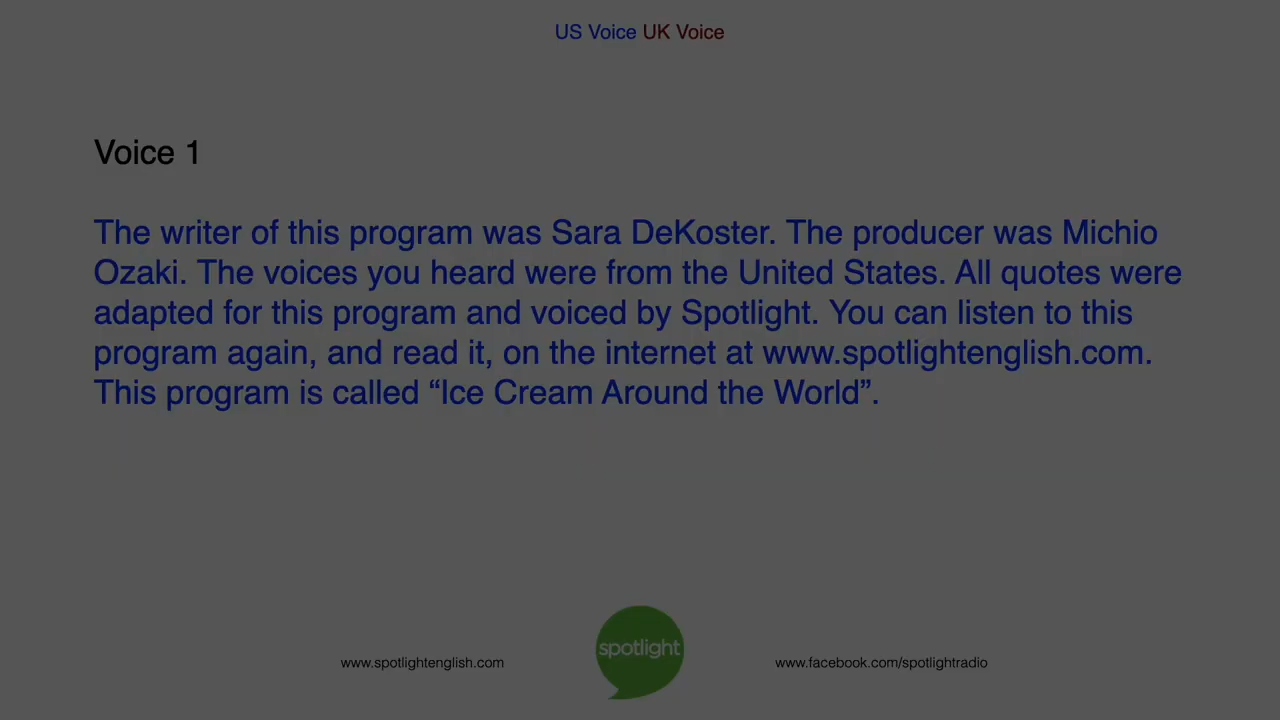 US Voice UK Voice
Voice 1
The writer of this program was Sara DeKoster. The producer was Michio
Ozaki. The voices you heard were from the United States. All quotes were
adapted for this program and voiced by Spotlight. You can listen to this
program again, and read it, on the internet at www.spotlightenglish.com.
This program is called “Ice Cream Around the World”.
spotlight
www.spotlightenglish.com
www.facebook.com/spotlightradio